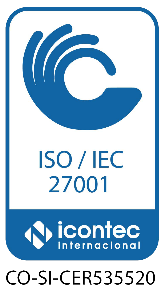 ISO / IEC
27001
icontec
internacional
CO-SI-CER535520